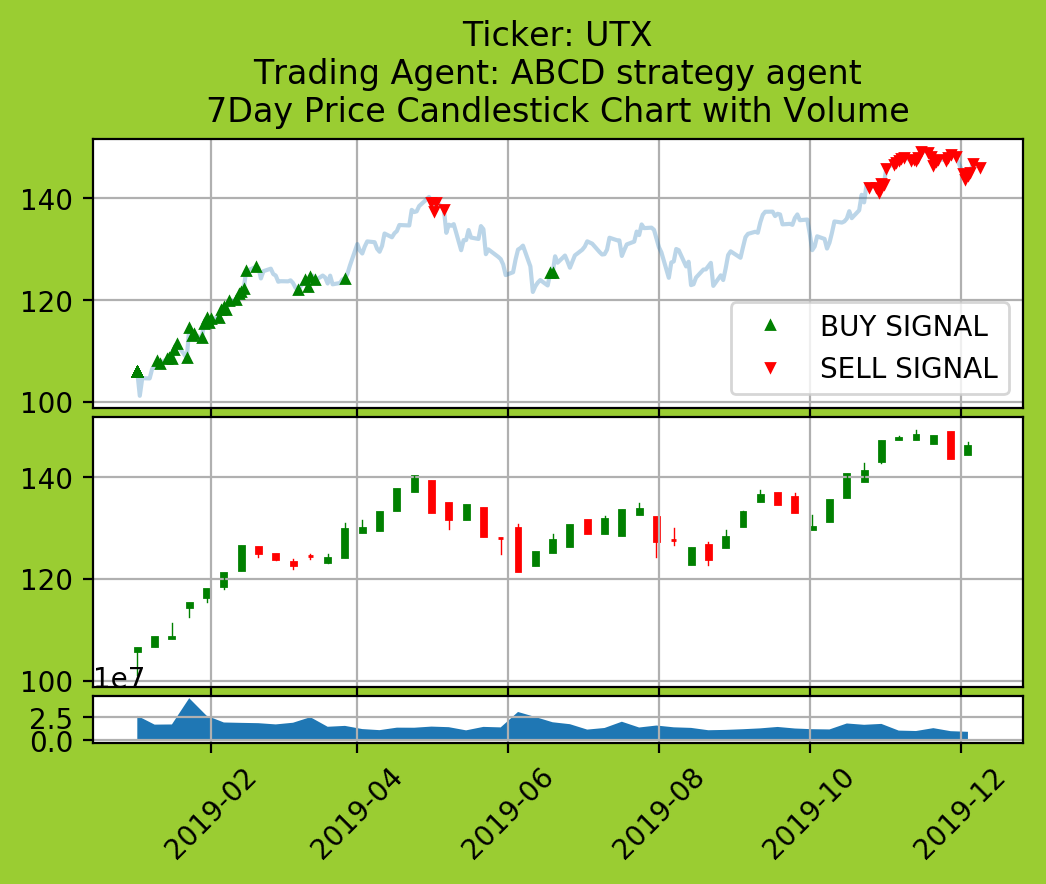 Ticker: UTX
Trading Agent: ABCD strategy agent
7Day Price Candlestick Chart with Volume
140
120
100
BUY SIGNAL
SELL SIGNAL
140
120
100
1e7
2.5
0.0
2019-02
2019-04
2019-06
2019-08
2019-10
2019-12